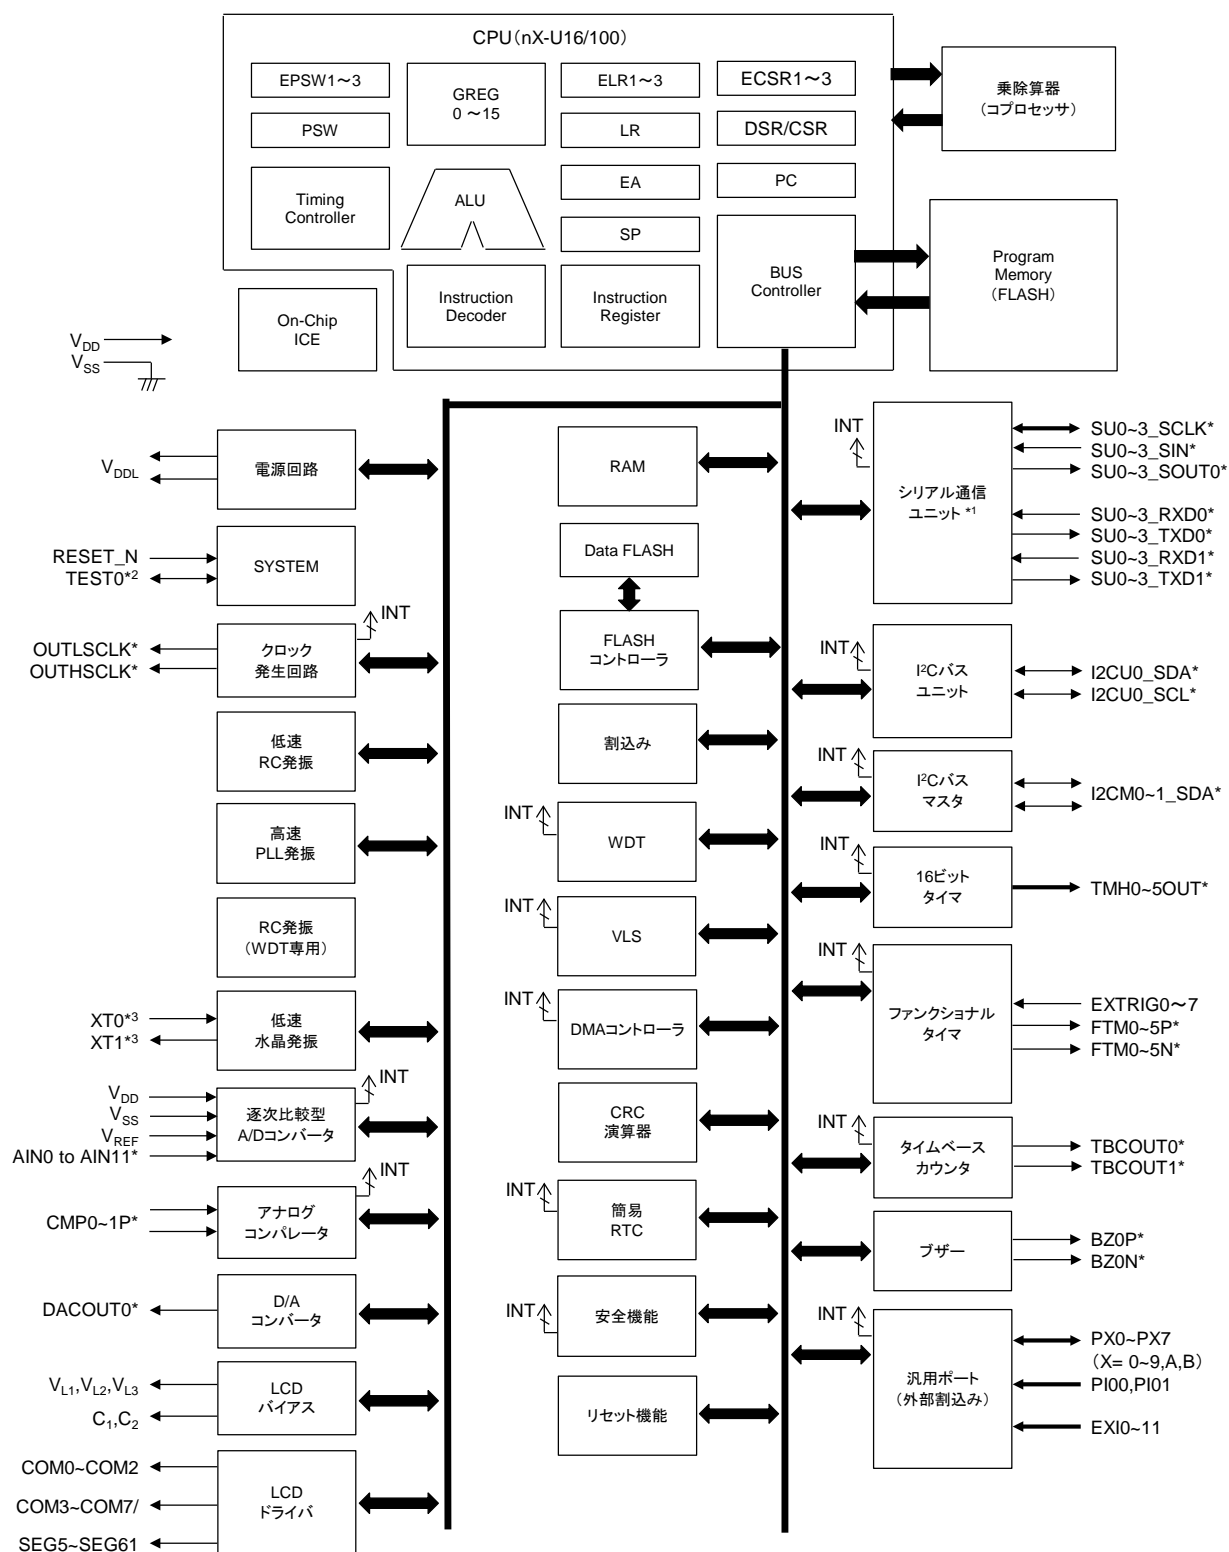 CPU(nX-U16/100)
EPSW1～3
GREG
0 ～15
ELR1～3
ECSR1～3
乗除算器
(コプロセッサ)
PSW
LR
DSR/CSR
Timing
Controller
ALU
EA
PC
SP
BUS
Controller
Program
Memory
(FLASH)
On-Chip
ICE
Instruction
Decoder
Instruction
Register
VDD
VSS
VDDL
電源回路
RESET_N
TEST0*2
SYSTEM
OUTLSCLK*
OUTHSCLK*
クロック
発生回路
INT
低速
RC発振
高速
PLL発振
RC発振
(WDT専用)
XT0*3
XT1*3
低速
水晶発振
VDD
VSS
VREF
AIN0 to AIN11*
逐次比較型
A/Dコンバータ
INT
CMP0~1P*
アナログ
コンパレータ
INT
DACOUT0*
D/A
コンバータ
VL1,VL2,VL3
C1,C2
LCD
バイアス
COM0~COM2
COM3~COM7/
SEG5~SEG61
LCD
ドライバ
RAM
Data FLASH
FLASH
コントローラ
割込み
INT
WDT
INT
VLS
INT
DMAコントローラ
CRC
演算器
INT
簡易
RTC
INT
安全機能
リセット機能
INT
シリアル通信
ユニット *1
SU0~3_SCLK*
SU0~3_SIN*
SU0~3_SOUT0*
SU0~3_RXD0*
SU0~3_TXD0*
SU0~3_RXD1*
SU0~3_TXD1*
INT
I²Cバス
ユニット
I2CU0_SDA*
I2CU0_SCL*
INT
I²Cバス
マスタ
I2CM0~1_SDA*
INT
16ビット
タイマ
TMH0~5OUT*
INT
ファンクショナル
タイマ
EXTRIG0～7
FTM0~5P*
FTM0~5N*
INT
タイムベース
カウンタ
TBCOUT0*
TBCOUT1*
ブザー
BZ0P*
BZ0N*
INT
汎用ポート
(外部割込み)
PX0~PX7
(X= 0~9,A,B)
PI00,PI01
EXI0~11